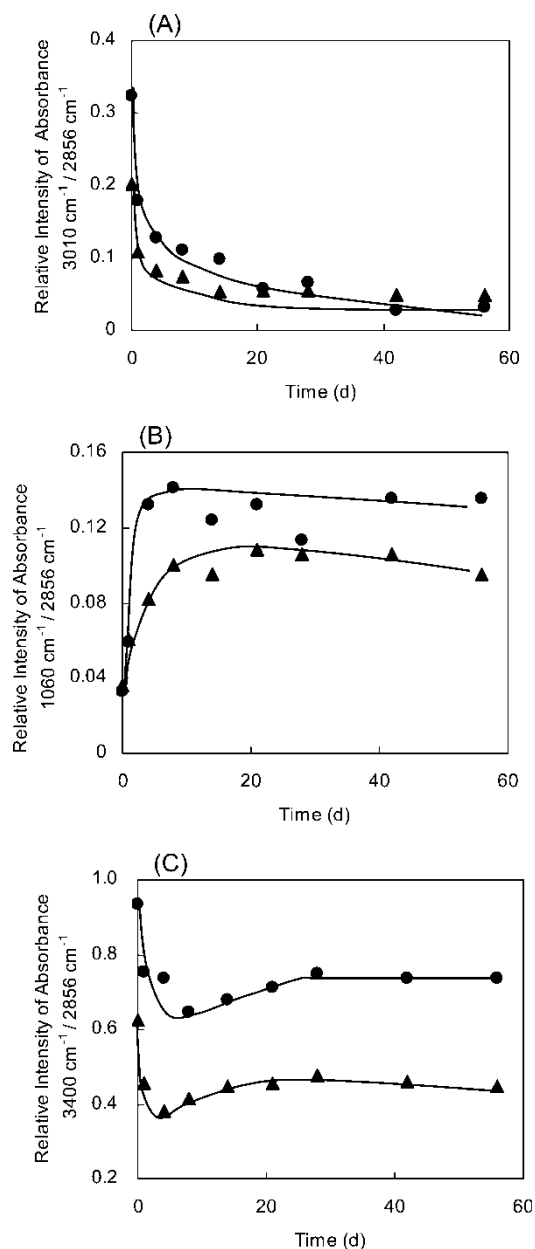 (A)
Relative Intensity of Absorbance
3010 cm⁻¹ / 2856 cm⁻¹
0.4
0.3
0.2
0.1
0
0
20
40
60
Time (d)
(B)
Relative Intensity of Absorbance
1060 cm⁻¹ / 2856 cm⁻¹
0.16
0.12
0.08
0.04
0
0
20
40
60
Time (d)
(C)
Relative Intensity of Absorbance
3400 cm⁻¹ / 2856 cm⁻¹
1.0
0.8
0.6
0.4
0.2
0
20
40
60
Time (d)